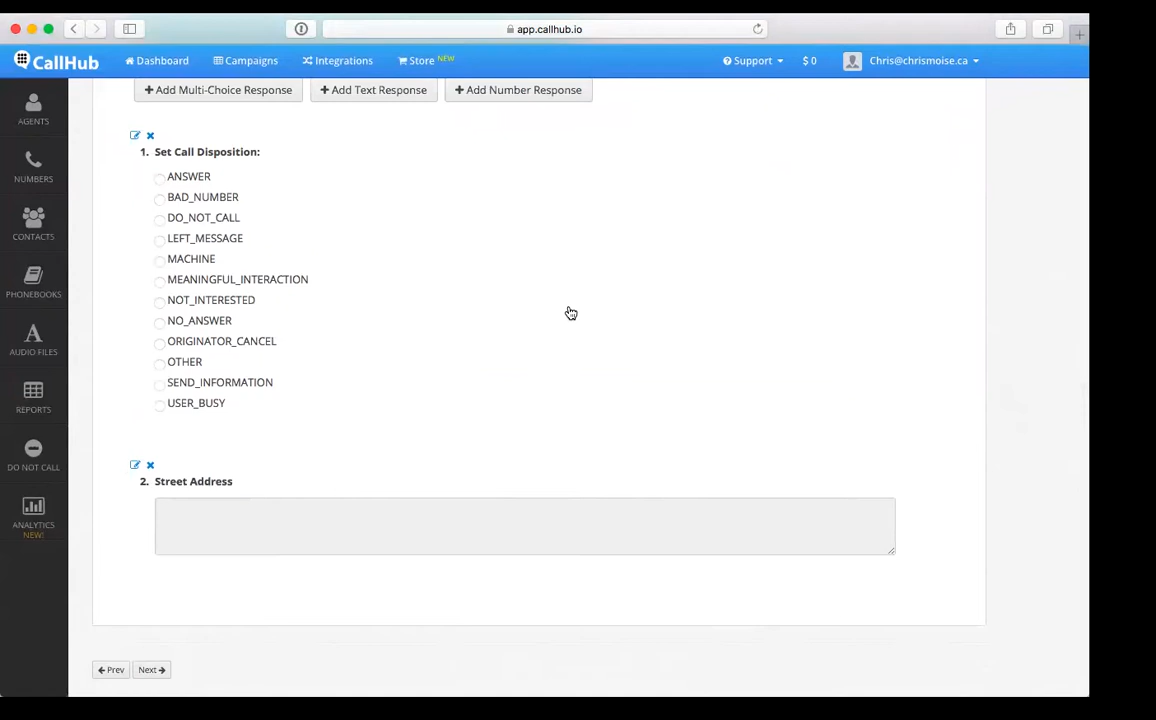 app.callhub.io
CallHub
Dashboard
Campaigns
Integrations
Store NEW
Support
$ 0
Chris@chrismoise.ca
AGENTS
NUMBERS
CONTACTS
PHONEBOOKS
AUDIO FILES
REPORTS
DO NOT CALL
ANALYTICS
NEW!
+ Add Multi-Choice Response
+ Add Text Response
+ Add Number Response
1. Set Call Disposition:
ANSWER
BAD_NUMBER
DO_NOT_CALL
LEFT_MESSAGE
MACHINE
MEANINGFUL_INTERACTION
NOT_INTERESTED
NO_ANSWER
ORIGINATOR_CANCEL
OTHER
SEND_INFORMATION
USER_BUSY
2. Street Address
Prev
Next